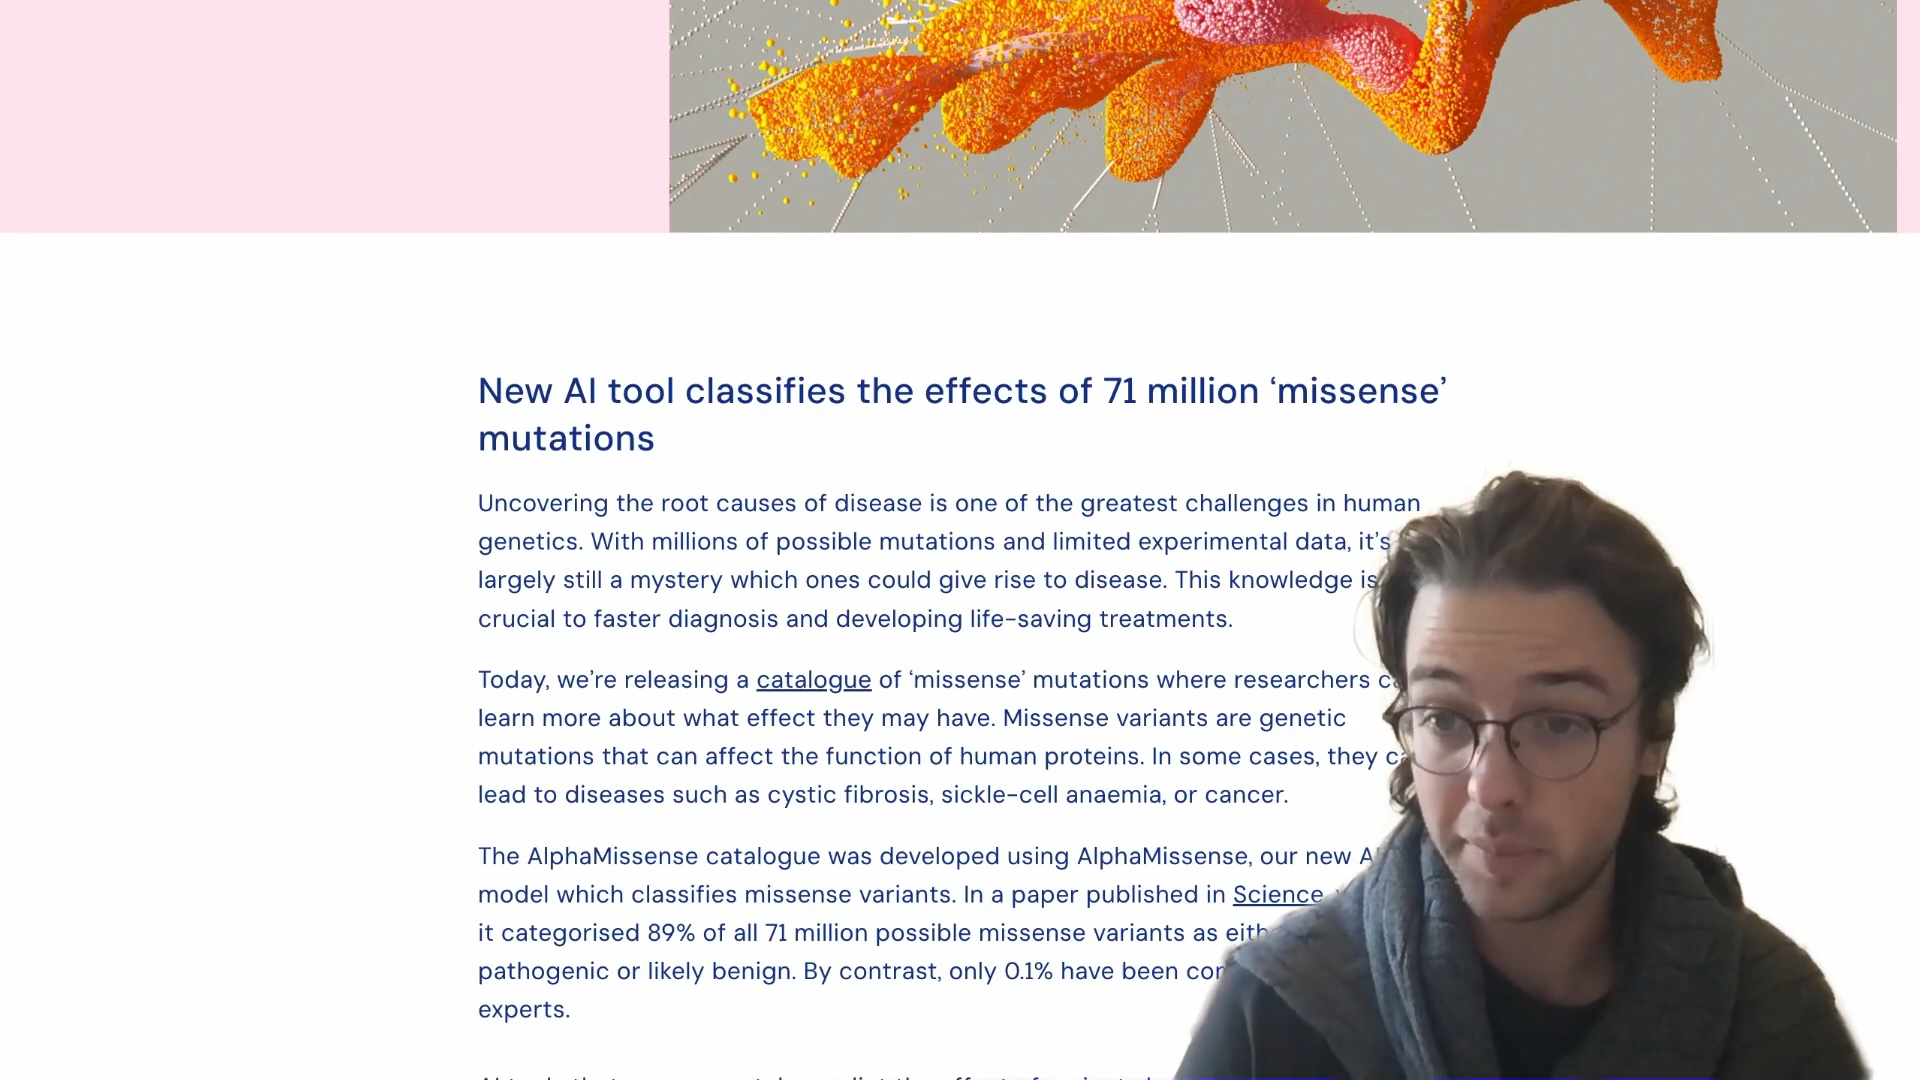 New AI tool classifies the effects of 71 million ‘missense’
mutations
Uncovering the root causes of disease is one of the greatest challenges in human
genetics. With millions of possible mutations and limited experimental data, it’s
largely still a mystery which ones could give rise to disease. This knowledge is
crucial to faster diagnosis and developing life-saving treatments.
Today, we’re releasing a catalogue of ‘missense’ mutations where researchers
learn more about what effect they may have. Missense variants are genetic
mutations that can affect the function of human proteins. In some cases, they
lead to diseases such as cystic fibrosis, sickle-cell anaemia, or cancer.
The AlphaMissense catalogue was developed using AlphaMissense, our new
model which classifies missense variants. In a paper published in Science
it categorised 89% of all 71 million possible missense variants as
pathogenic or likely benign. By contrast, only 0.1% have been
experts.